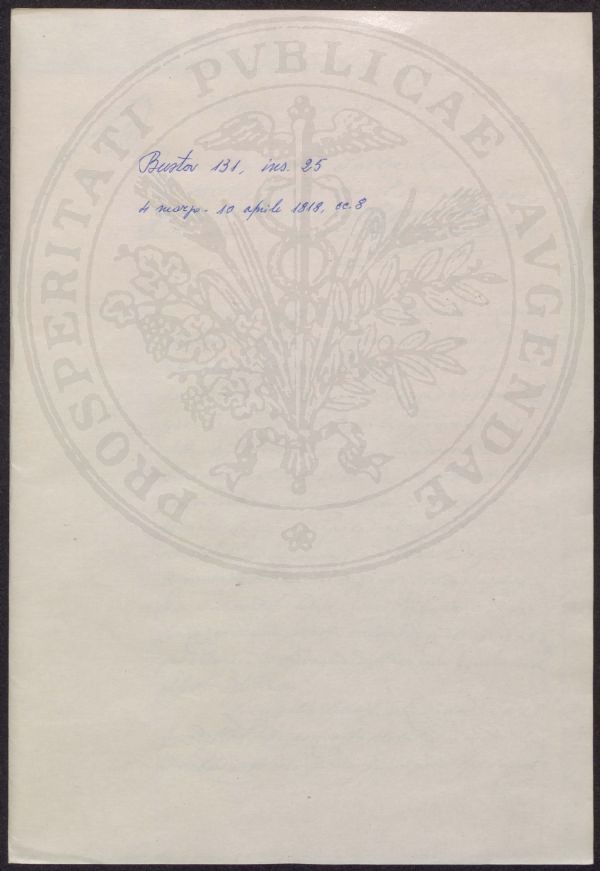 PROSPERITATI PVBLICAE AVGENDAE
Busta 131, ins. 25
4 marzo - 10 aprile 1818, cc. 8